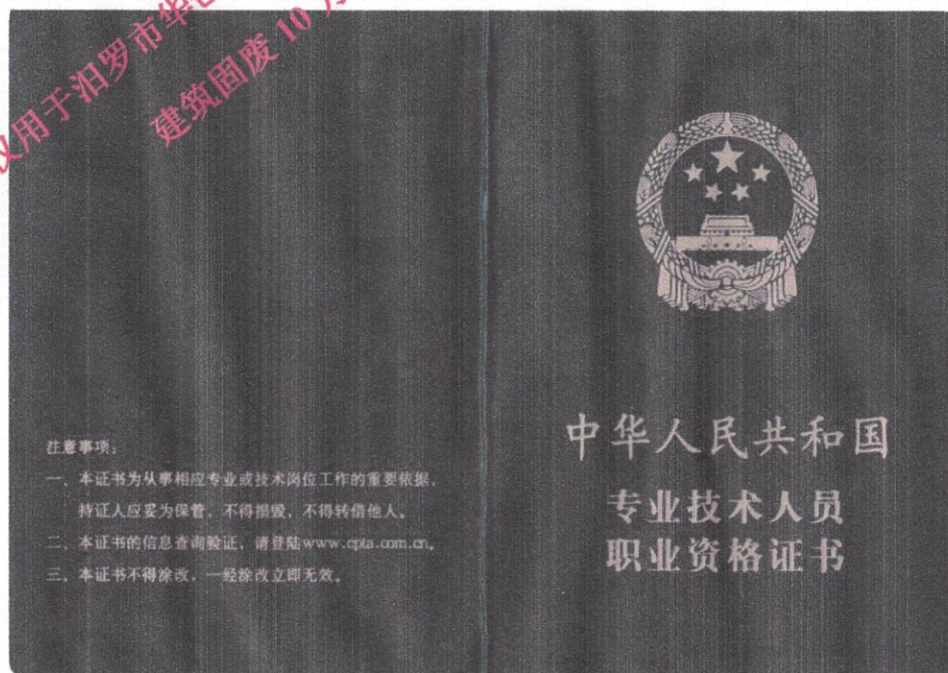 仅用于汨罗市华
建筑固废 10
注意事项：
一、本证书为从事相应专业或技术岗位工作的重要依据，
持证人应妥为保管，不得损毁，不得转借他人。
二、本证书的信息查询验证，请登陆www.cpta.com.cn。
三、本证书不得涂改，一经涂改立即无效。
中华人民共和国
专业技术人员
职业资格证书